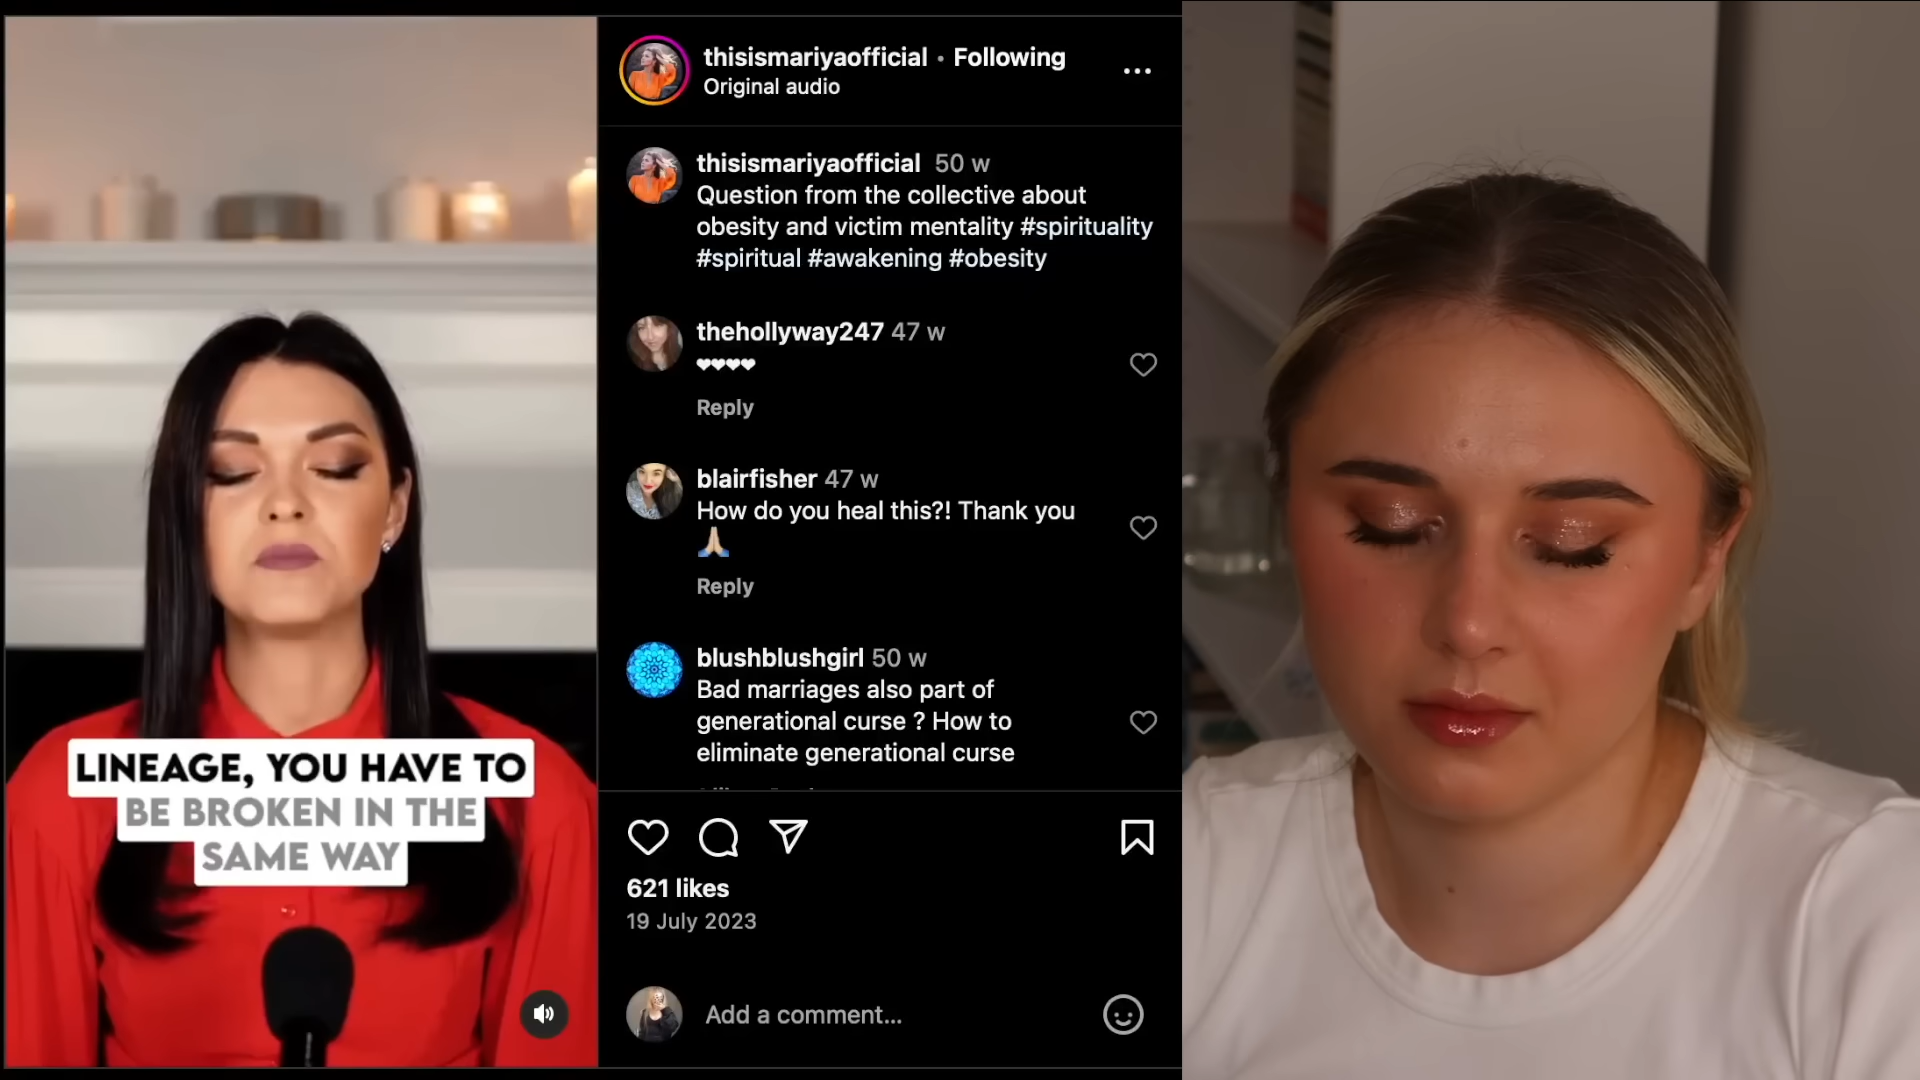 thisismariyaofficial • Following
Original audio
thisismariyaofficial 50 w
Question from the collective about
obesity and victim mentality #spirituality
#spiritual #awakening #obesity
thehollyway247 47 w
❤❤❤❤
Reply
blairfisher 47 w
How do you heal this?! Thank you
🙏🏼
Reply
blushblushgirl 50 w
Bad marriages also part of
generational curse ? How to
eliminate generational curse
621 likes
19 July 2023
Add a comment...
LINEAGE, YOU HAVE TO
BE BROKEN IN THE
SAME WAY